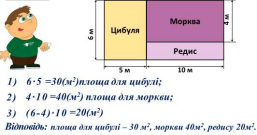 Морква
Цибуля
6 м
4 м
Редис
5 м
10 м
1) 6·5 =30(м²)площа для цибулі;
2) 4·10 =40(м²) площа для моркви;
3) (6-4)·10 =20(м²)
Відповідь: площа для цибулі – 30 м², моркви 40м², редису 20м².